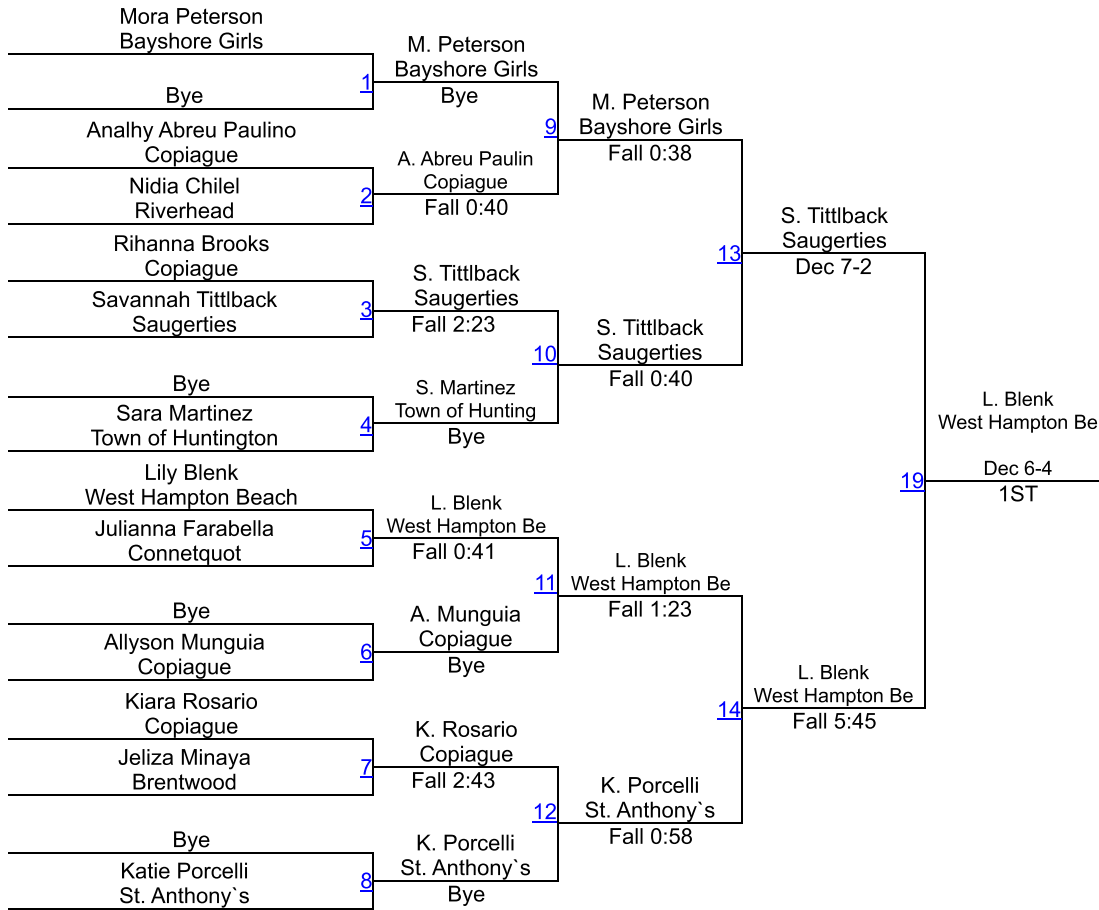 Mora Peterson
Bayshore Girls
1
Bye
Analhy Abreu Paulino
Copiague
2
Nidia Chilel
Riverhead
Rihanna Brooks
Copiague
3
Savannah Tittlback
Saugerties
Bye
4
Sara Martinez
Town of Huntington
Lily Blenk
West Hampton Beach
5
Julianna Farabella
Connetquot
Bye
6
Allyson Munguia
Copiague
Kiara Rosario
Copiague
7
Jeliza Minaya
Brentwood
Bye
8
Katie Porcelli
St. Anthony`s
M. Peterson
Bayshore Girls
Bye
9
A. Abreu Paulin
Copiague
Fall 0:40
S. Tittlback
Saugerties
Fall 2:23
10
S. Martinez
Town of Hunting
Bye
L. Blenk
West Hampton Be
Fall 0:41
11
A. Munguia
Copiague
Bye
K. Rosario
Copiague
Fall 2:43
12
K. Porcelli
St. Anthony`s
Bye
M. Peterson
Bayshore Girls
Fall 0:38
13
S. Tittlback
Saugerties
Fall 0:40
L. Blenk
West Hampton Be
Fall 1:23
14
K. Porcelli
St. Anthony`s
Fall 0:58
S. Tittlback
Saugerties
Dec 7-2
19
L. Blenk
West Hampton Be
Fall 5:45
L. Blenk
West Hampton Be
Dec 6-4
1ST